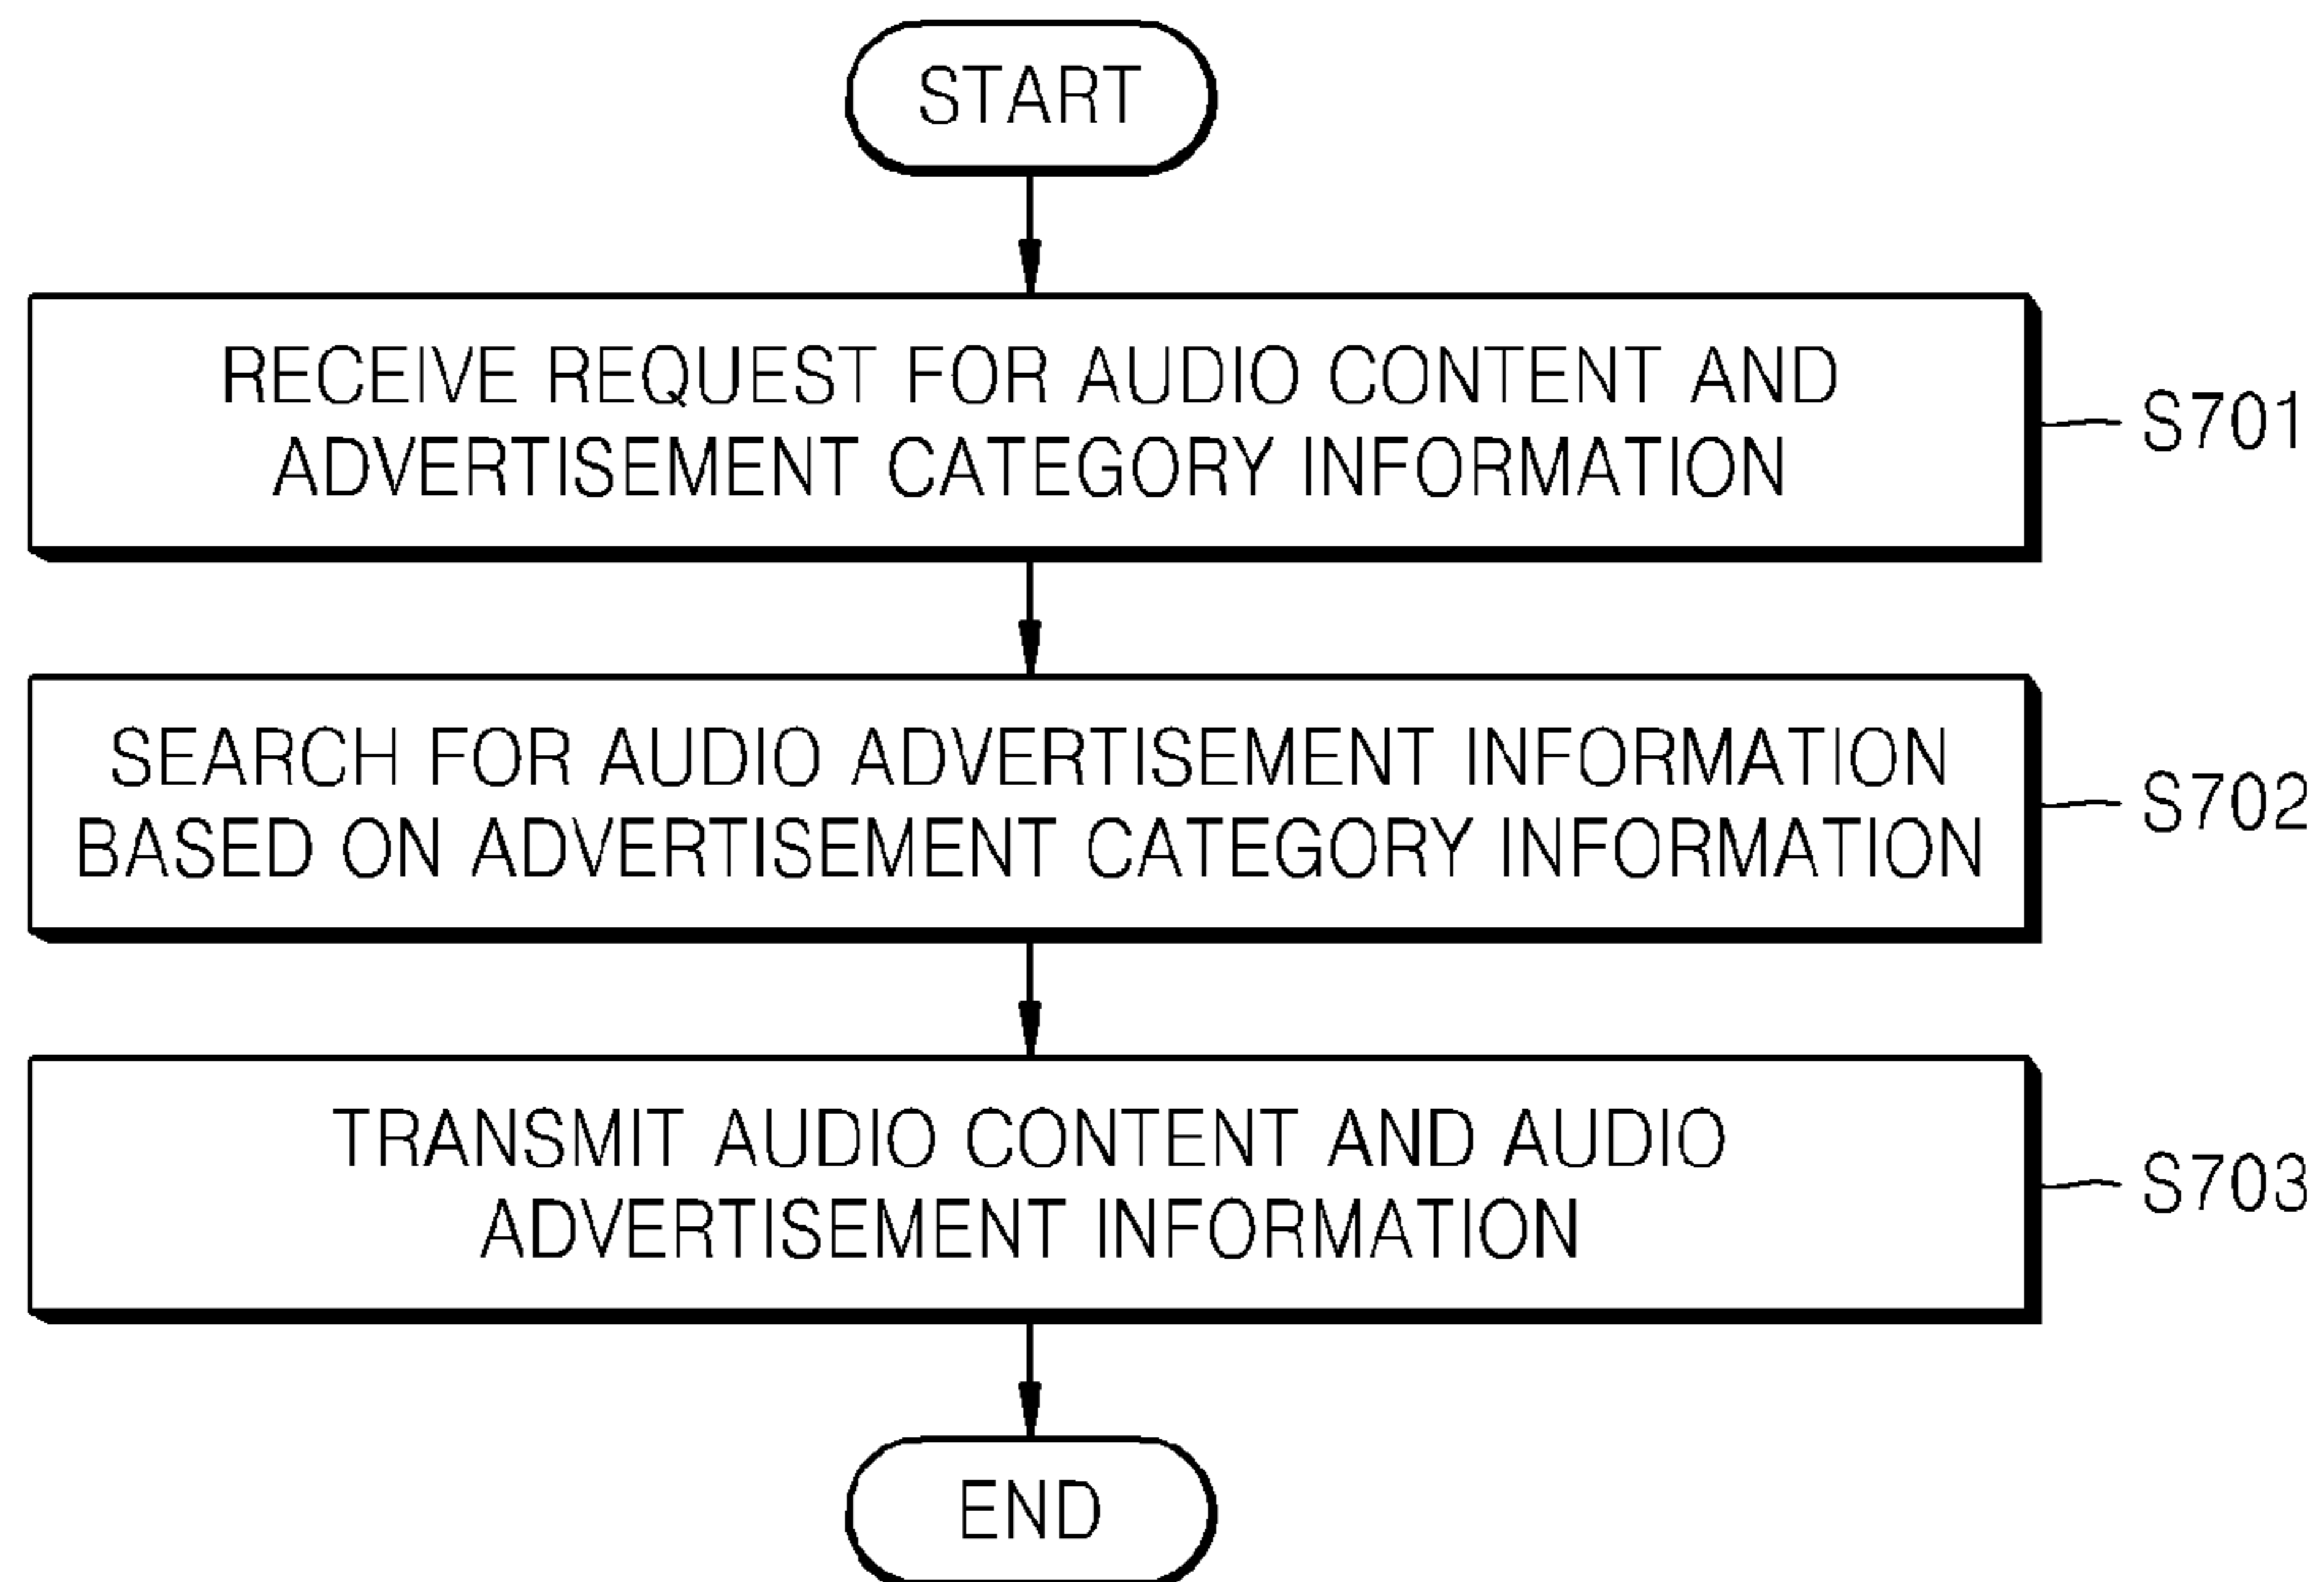 START
RECEIVE REQUEST FOR AUDIO CONTENT AND
ADVERTISEMENT CATEGORY INFORMATION
S701
SEARCH FOR AUDIO ADVERTISEMENT INFORMATION
BASED ON ADVERTISEMENT CATEGORY INFORMATION
S702
TRANSMIT AUDIO CONTENT AND AUDIO
ADVERTISEMENT INFORMATION
S703
END